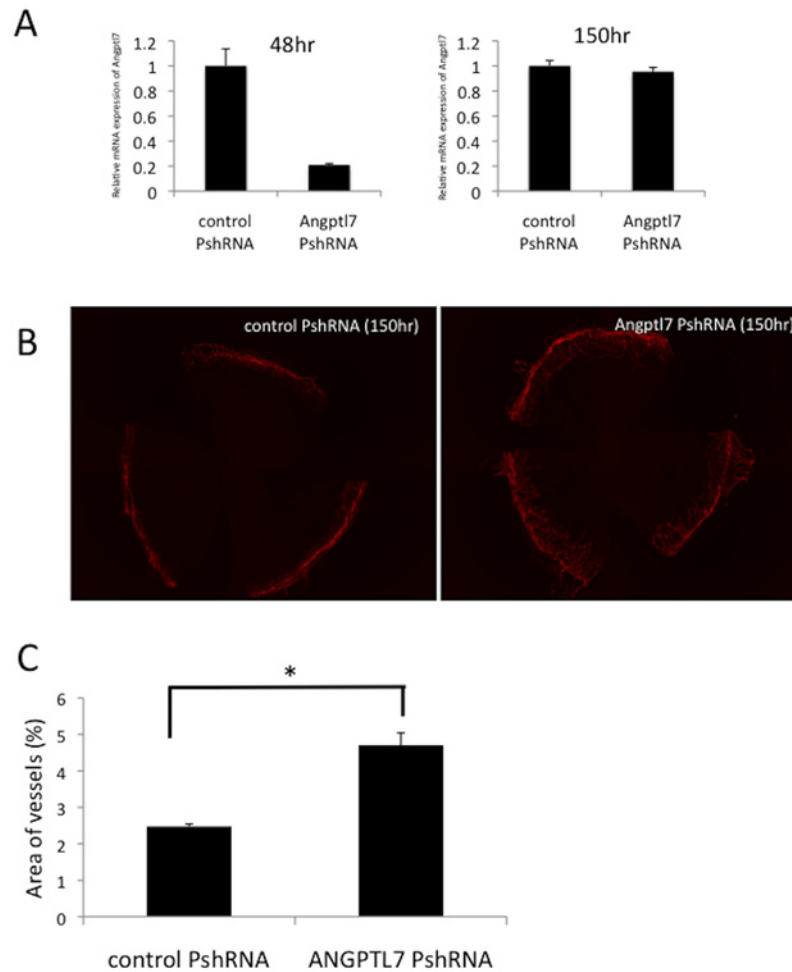 A
Relative mRNA expression of Angptl7
1.2
1
0.8
0.6
0.4
0.2
0
48hr
control
PshRNA
Angptl7
PshRNA
Relative mRNA expression of Angptl7
1.2
1
0.8
0.6
0.4
0.2
0
150hr
control
PshRNA
Angptl7
PshRNA
B
control PshRNA (150hr)
Angptl7 PshRNA (150hr)
C
Area of vessels (%)
6
5
4
3
2
1
0
*
control PshRNA
ANGPTL7 PshRNA